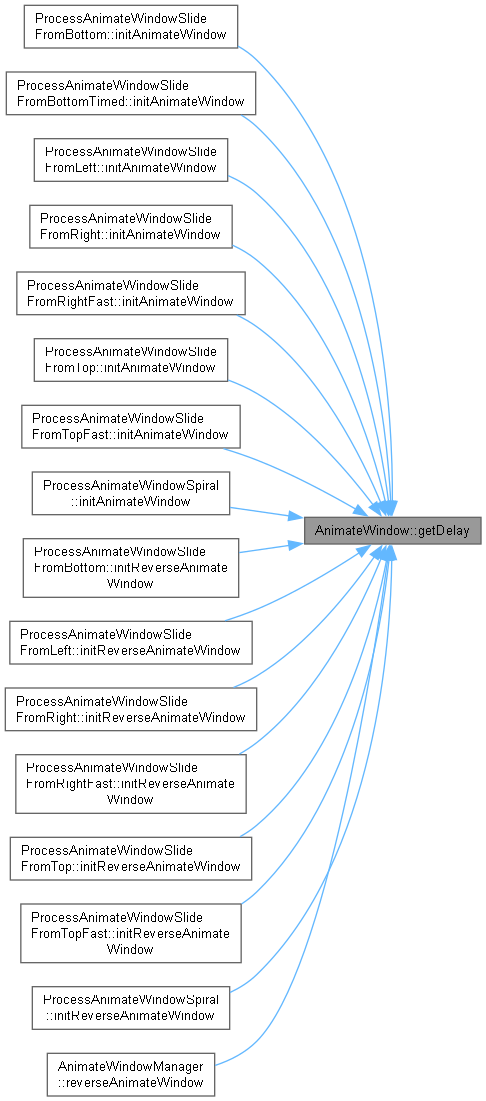 ProcessAnimateWindowSlide
FromBottom::initAnimateWindow
ProcessAnimateWindowSlide
FromBottomTimed::initAnimateWindow
ProcessAnimateWindowSlide
FromLeft::initAnimateWindow
ProcessAnimateWindowSlide
FromRight::initAnimateWindow
ProcessAnimateWindowSlide
FromRightFast::initAnimateWindow
ProcessAnimateWindowSlide
FromTop::initAnimateWindow
ProcessAnimateWindowSlide
FromTopFast::initAnimateWindow
ProcessAnimateWindowSpiral
::initAnimateWindow
AnimateWindow::getDelay
ProcessAnimateWindowSlide
FromBottom::initReverseAnimate
Window
ProcessAnimateWindowSlide
FromLeft::initReverseAnimateWindow
ProcessAnimateWindowSlide
FromRight::initReverseAnimateWindow
ProcessAnimateWindowSlide
FromRightFast::initReverseAnimate
Window
ProcessAnimateWindowSlide
FromTop::initReverseAnimateWindow
ProcessAnimateWindowSlide
FromTopFast::initReverseAnimate
Window
ProcessAnimateWindowSpiral
::initReverseAnimateWindow
AnimateWindowManager
::reverseAnimateWindow